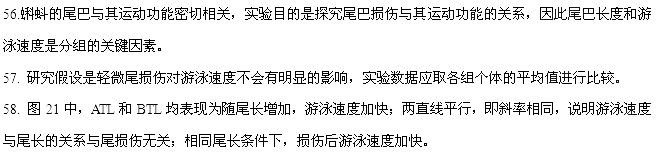 56.蝌蚪的尾巴与其运动功能密切相关，实验目的是探究尾巴损伤与其运动功能的关系，因此尾巴长度和游
泳速度是分组的关键因素。
57. 研究假设是轻微尾损伤对游泳速度不会有明显的影响，实验数据应取各组个体的平均值进行比较。
58. 图 21 中，ATL 和 BTL 均表现为随尾长增加，游泳速度加快；两直线平行，即斜率相同，说明游泳速度
与尾长的关系与尾损伤无关；相同尾长条件下，损伤后游泳速度加快。